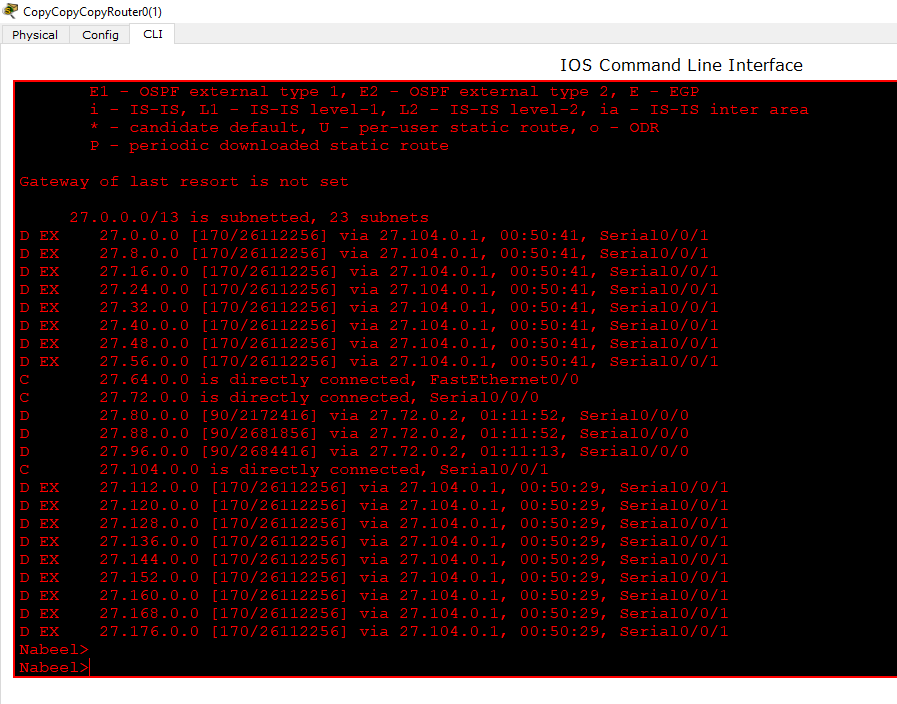 CopyCopyCopyRouter0(1)
Physical Config CLI
IOS Command Line Interface
E1 - OSPF external type 1, E2 - OSPF external type 2, E - EGP
i - IS-IS, L1 - IS-IS level-1, L2 - IS-IS level-2, ia - IS-IS inter area
* - candidate default, U - per-user static route, o - ODR
P - periodic downloaded static route
Gateway of last resort is not set
27.0.0.0/13 is subnetted, 23 subnets
D EX 27.0.0.0 [170/26112256] via 27.104.0.1, 00:50:41, Serial0/0/1
D EX 27.8.0.0 [170/26112256] via 27.104.0.1, 00:50:41, Serial0/0/1
D EX 27.16.0.0 [170/26112256] via 27.104.0.1, 00:50:41, Serial0/0/1
D EX 27.24.0.0 [170/26112256] via 27.104.0.1, 00:50:41, Serial0/0/1
D EX 27.32.0.0 [170/26112256] via 27.104.0.1, 00:50:41, Serial0/0/1
D EX 27.40.0.0 [170/26112256] via 27.104.0.1, 00:50:41, Serial0/0/1
D EX 27.48.0.0 [170/26112256] via 27.104.0.1, 00:50:41, Serial0/0/1
D EX 27.56.0.0 [170/26112256] via 27.104.0.1, 00:50:41, Serial0/0/1
C 27.64.0.0 is directly connected, FastEthernet0/0
C 27.72.0.0 is directly connected, Serial0/0/0
D 27.80.0.0 [90/2172416] via 27.72.0.2, 01:11:52, Serial0/0/0
D 27.88.0.0 [90/2681856] via 27.72.0.2, 01:11:52, Serial0/0/0
D 27.96.0.0 [90/2684416] via 27.72.0.2, 01:11:13, Serial0/0/0
C 27.104.0.0 is directly connected, Serial0/0/1
D EX 27.112.0.0 [170/26112256] via 27.104.0.1, 00:50:29, Serial0/0/1
D EX 27.120.0.0 [170/26112256] via 27.104.0.1, 00:50:29, Serial0/0/1
D EX 27.128.0.0 [170/26112256] via 27.104.0.1, 00:50:29, Serial0/0/1
D EX 27.136.0.0 [170/26112256] via 27.104.0.1, 00:50:29, Serial0/0/1
D EX 27.144.0.0 [170/26112256] via 27.104.0.1, 00:50:29, Serial0/0/1
D EX 27.152.0.0 [170/26112256] via 27.104.0.1, 00:50:29, Serial0/0/1
D EX 27.160.0.0 [170/26112256] via 27.104.0.1, 00:50:29, Serial0/0/1
D EX 27.168.0.0 [170/26112256] via 27.104.0.1, 00:50:29, Serial0/0/1
D EX 27.176.0.0 [170/26112256] via 27.104.0.1, 00:50:29, Serial0/0/1
Nabeel>
Nabeel>